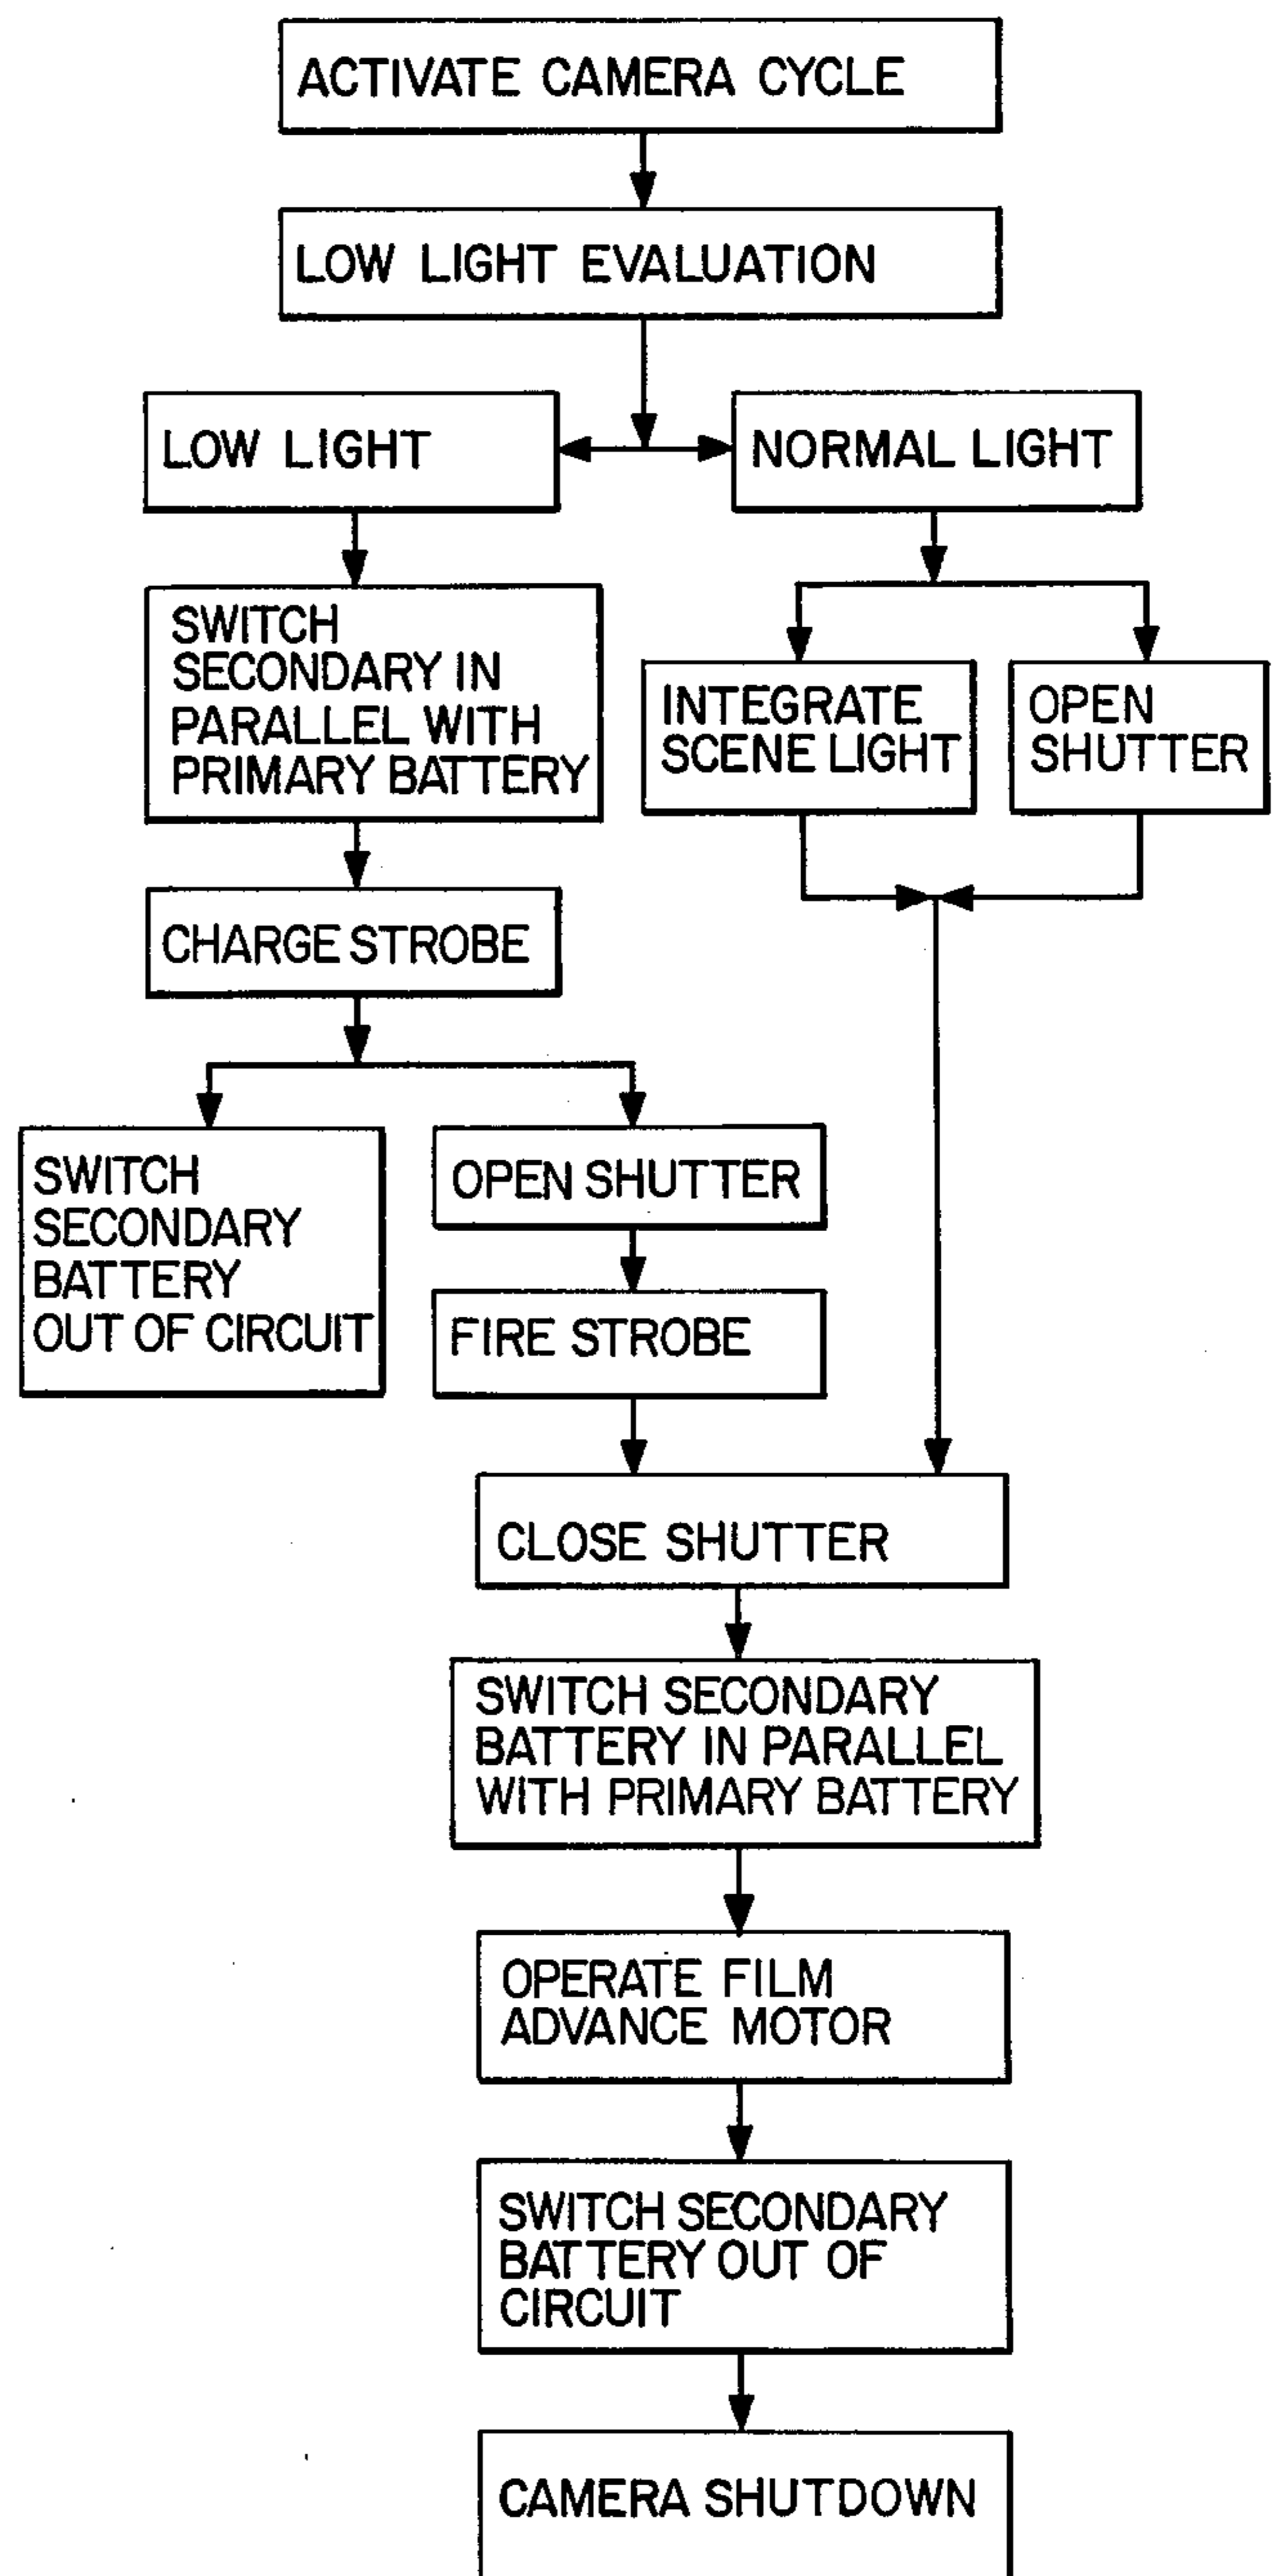 ACTIVATE CAMERA CYCLE
LOW LIGHT EVALUATION
LOW LIGHT
NORMAL LIGHT
SWITCH
SECONDARY IN
PARALLEL WITH
PRIMARY BATTERY
INTEGRATE
SCENE LIGHT
OPEN
SHUTTER
CHARGE STROBE
SWITCH
SECONDARY
BATTERY
OUT OF CIRCUIT
OPEN SHUTTER
FIRE STROBE
CLOSE SHUTTER
SWITCH SECONDARY
BATTERY IN PARALLEL
WITH PRIMARY BATTERY
OPERATE FILM
ADVANCE MOTOR
SWITCH SECONDARY
BATTERY OUT OF
CIRCUIT
CAMERA SHUTDOWN